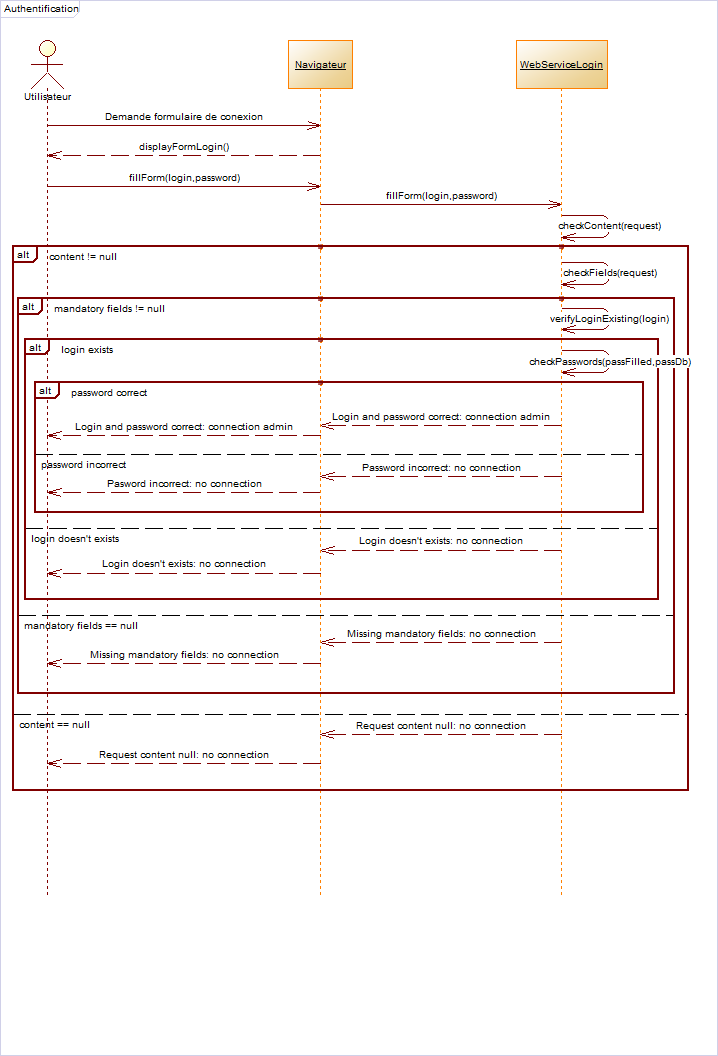 Authentification
Utilisateur
Navigateur
WebServiceLogin
Demande formulaire de conexion
displayFormLogin()
fillForm(login,password)
fillForm(login,password)
checkContent(request)
alt
content != null
checkFields(request)
alt
mandatory fields != null
verifyLoginExisting(login)
alt
login exists
checkPasswords(passFilled,passDb)
alt
password correct
Login and password correct: connection admin
Login and password correct: connection admin
password incorrect
Password incorrect: no connection
Pasword incorrect: no connection
login doesn't exists
Login doesn't exists: no connection
Login doesn't exists: no connection
mandatory fields == null
Missing mandatory fields: no connection
Missing mandatory fields: no connection
content == null
Request content null: no connection
Request content null: no connection